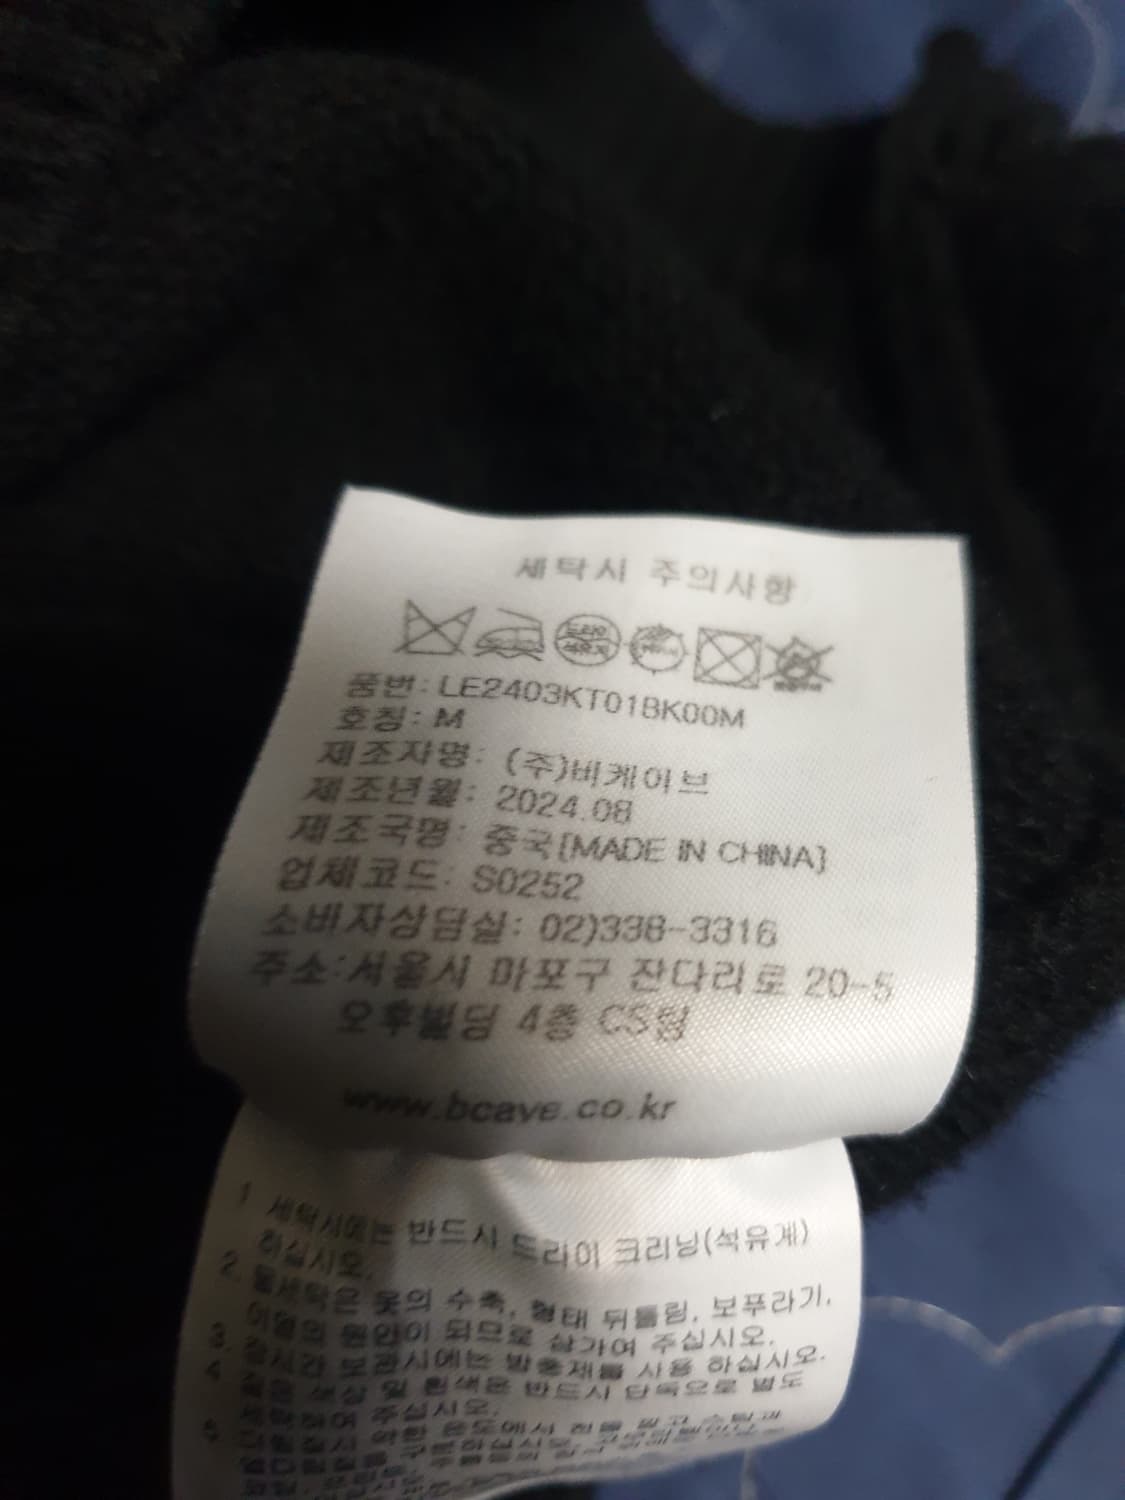 세탁시 주의사항
드라이
석유계
품번: LE2403KT01BK00M
호칭: M
제조자명: (주)비케이브
제조년월: 2024.08
제조국명: 중국[MADE IN CHINA]
업체코드: S0252
소비자상담실: 02)338-3316
주소:서울시 마포구 잔다리로 20-5
오후빌딩 4층 CS팀
www.bcave.co.kr
1 세탁시에는 반드시 드라이 크리닝(석유계)
하십시오.
2. 물세탁은 옷의 수축, 형태 뒤틀림, 보푸라기,
이염의 원인이 되므로 삼가여 주십시오.
3. 장시간 보관시에는 방충제를 사용 하십시오.
4 짙은 색상 및 흰색은 반드시 단독으로 별도
세탁하여 주십시오.
5